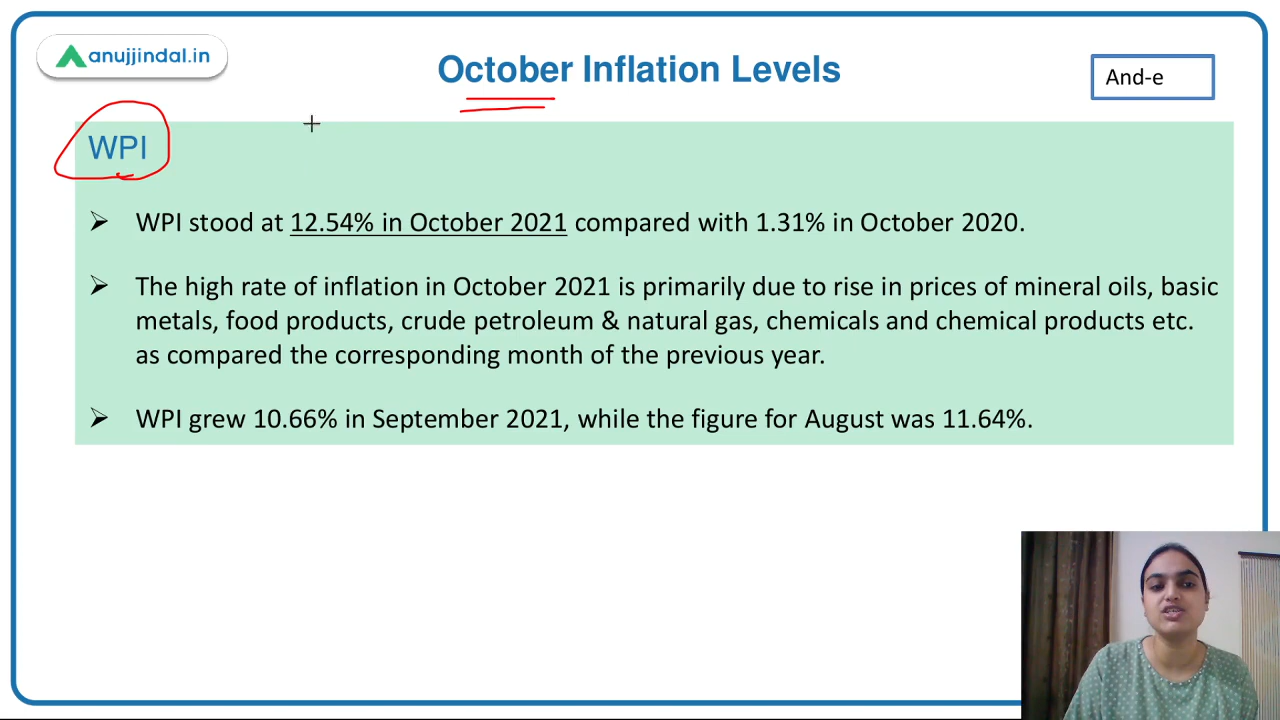 anujjindal.in
October Inflation Levels
And-e
WPI
WPI stood at 12.54% in October 2021 compared with 1.31% in October 2020.
The high rate of inflation in October 2021 is primarily due to rise in prices of mineral oils, basic
metals, food products, crude petroleum & natural gas, chemicals and chemical products etc.
as compared the corresponding month of the previous year.
WPI grew 10.66% in September 2021, while the figure for August was 11.64%.